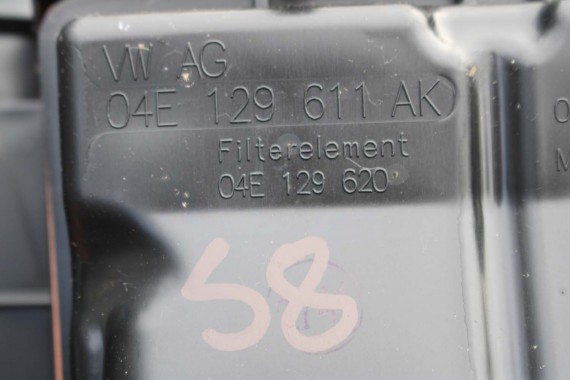 VW AG
04E 129 611 AK
Filterelement
04E 129 620
58